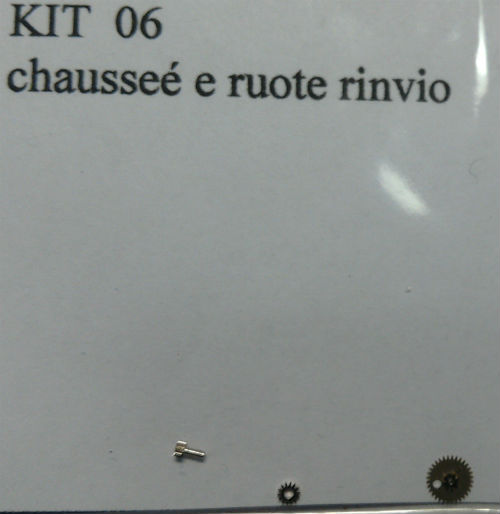 KIT 06
chausseé e ruote rinvio